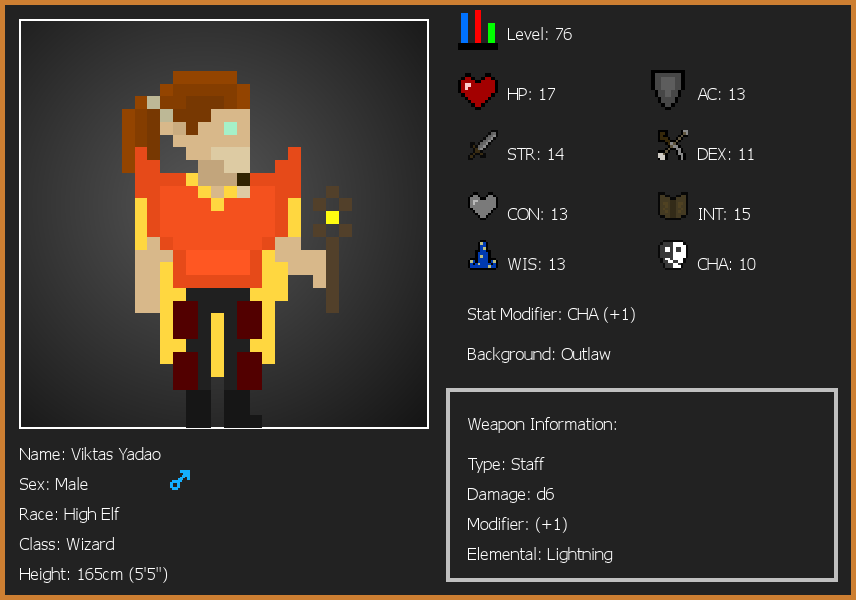 Level: 76
HP: 17
AC: 13
STR: 14
DEX: 11
CON: 13
INT: 15
WIS: 13
CHA: 10
Stat Modifier: CHA (+1)
Background: Outlaw
Weapon Information:
Type: Staff
Damage: d6
Modifier: (+1)
Elemental: Lightning
Name: Viktas Yadao
Sex: Male
Race: High Elf
Class: Wizard
Height: 165cm (5'5")